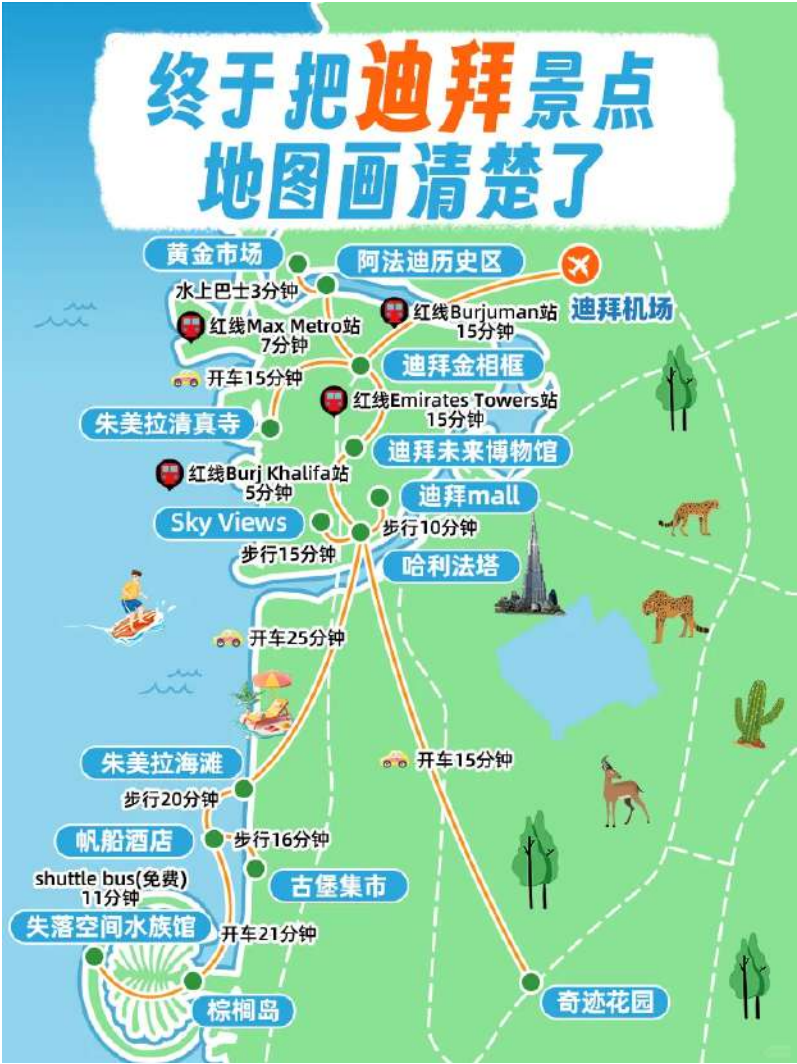 终于把迪拜景点
地图画清楚了
黄金市场
阿法迪历史区
水上巴士3分钟
迪拜机场
红线Max Metro站
7分钟
红线Burjuman站
15分钟
迪拜金相框
开车15分钟
红线Emirates Towers站
15分钟
朱美拉清真寺
迪拜未来博物馆
红线Burj Khalifa站
5分钟
迪拜mall
Sky Views
步行10分钟
步行15分钟
哈利法塔
开车25分钟
开车15分钟
朱美拉海滩
步行20分钟
帆船酒店
步行16分钟
shuttle bus(免费)
11分钟
古堡集市
失落空间水族馆
开车21分钟
棕榈岛
奇迹花园